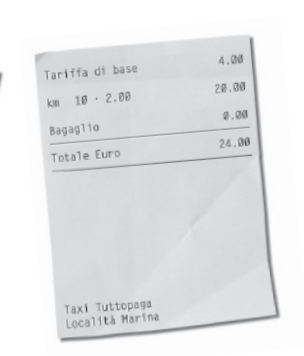 Tariffa di base 4.00
km 10 · 2.00 20.00
Bagaglio 0.00
Totale Euro 24.00
Taxi Tuttopaga
Località Marina